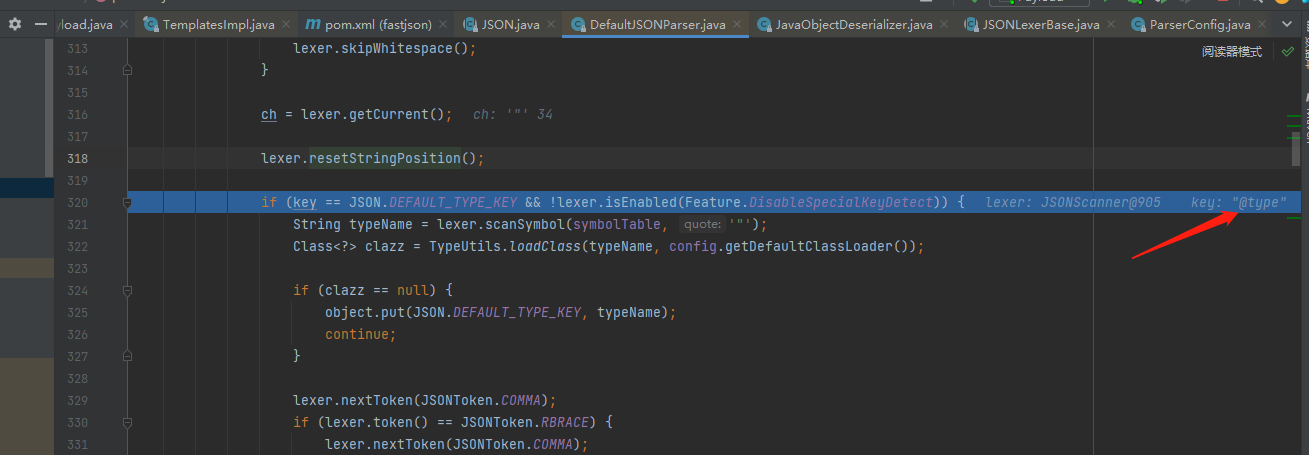 /load.java TemplatesImpl.java pom.xml (fastjson) JSON.java DefaultJSONParser.java JavaObjectDeserializer.java JSONLexerBase.java ParserConfig.java
阅读器模式
313 lexer.skipWhitespace();
314 }
315
316 ch = lexer.getCurrent(); ch: '"' 34
317
318 lexer.resetStringPosition();
319
320 if (key == JSON.DEFAULT_TYPE_KEY && !lexer.isEnabled(Feature.DisableSpecialKeyDetect)) { lexer: JSONScanner@905 key: "@type"
321 String typeName = lexer.scanSymbol(symbolTable, quote: '"');
322 Class<?> clazz = TypeUtils.loadClass(typeName, config.getDefaultClassLoader());
323
324 if (clazz == null) {
325 object.put(JSON.DEFAULT_TYPE_KEY, typeName);
326 continue;
327 }
328
329 lexer.nextToken(JSONToken.COMMA);
330 if (lexer.token() == JSONToken.RBRACE) {
331 lexer.nextToken(JSONToken.COMMA);